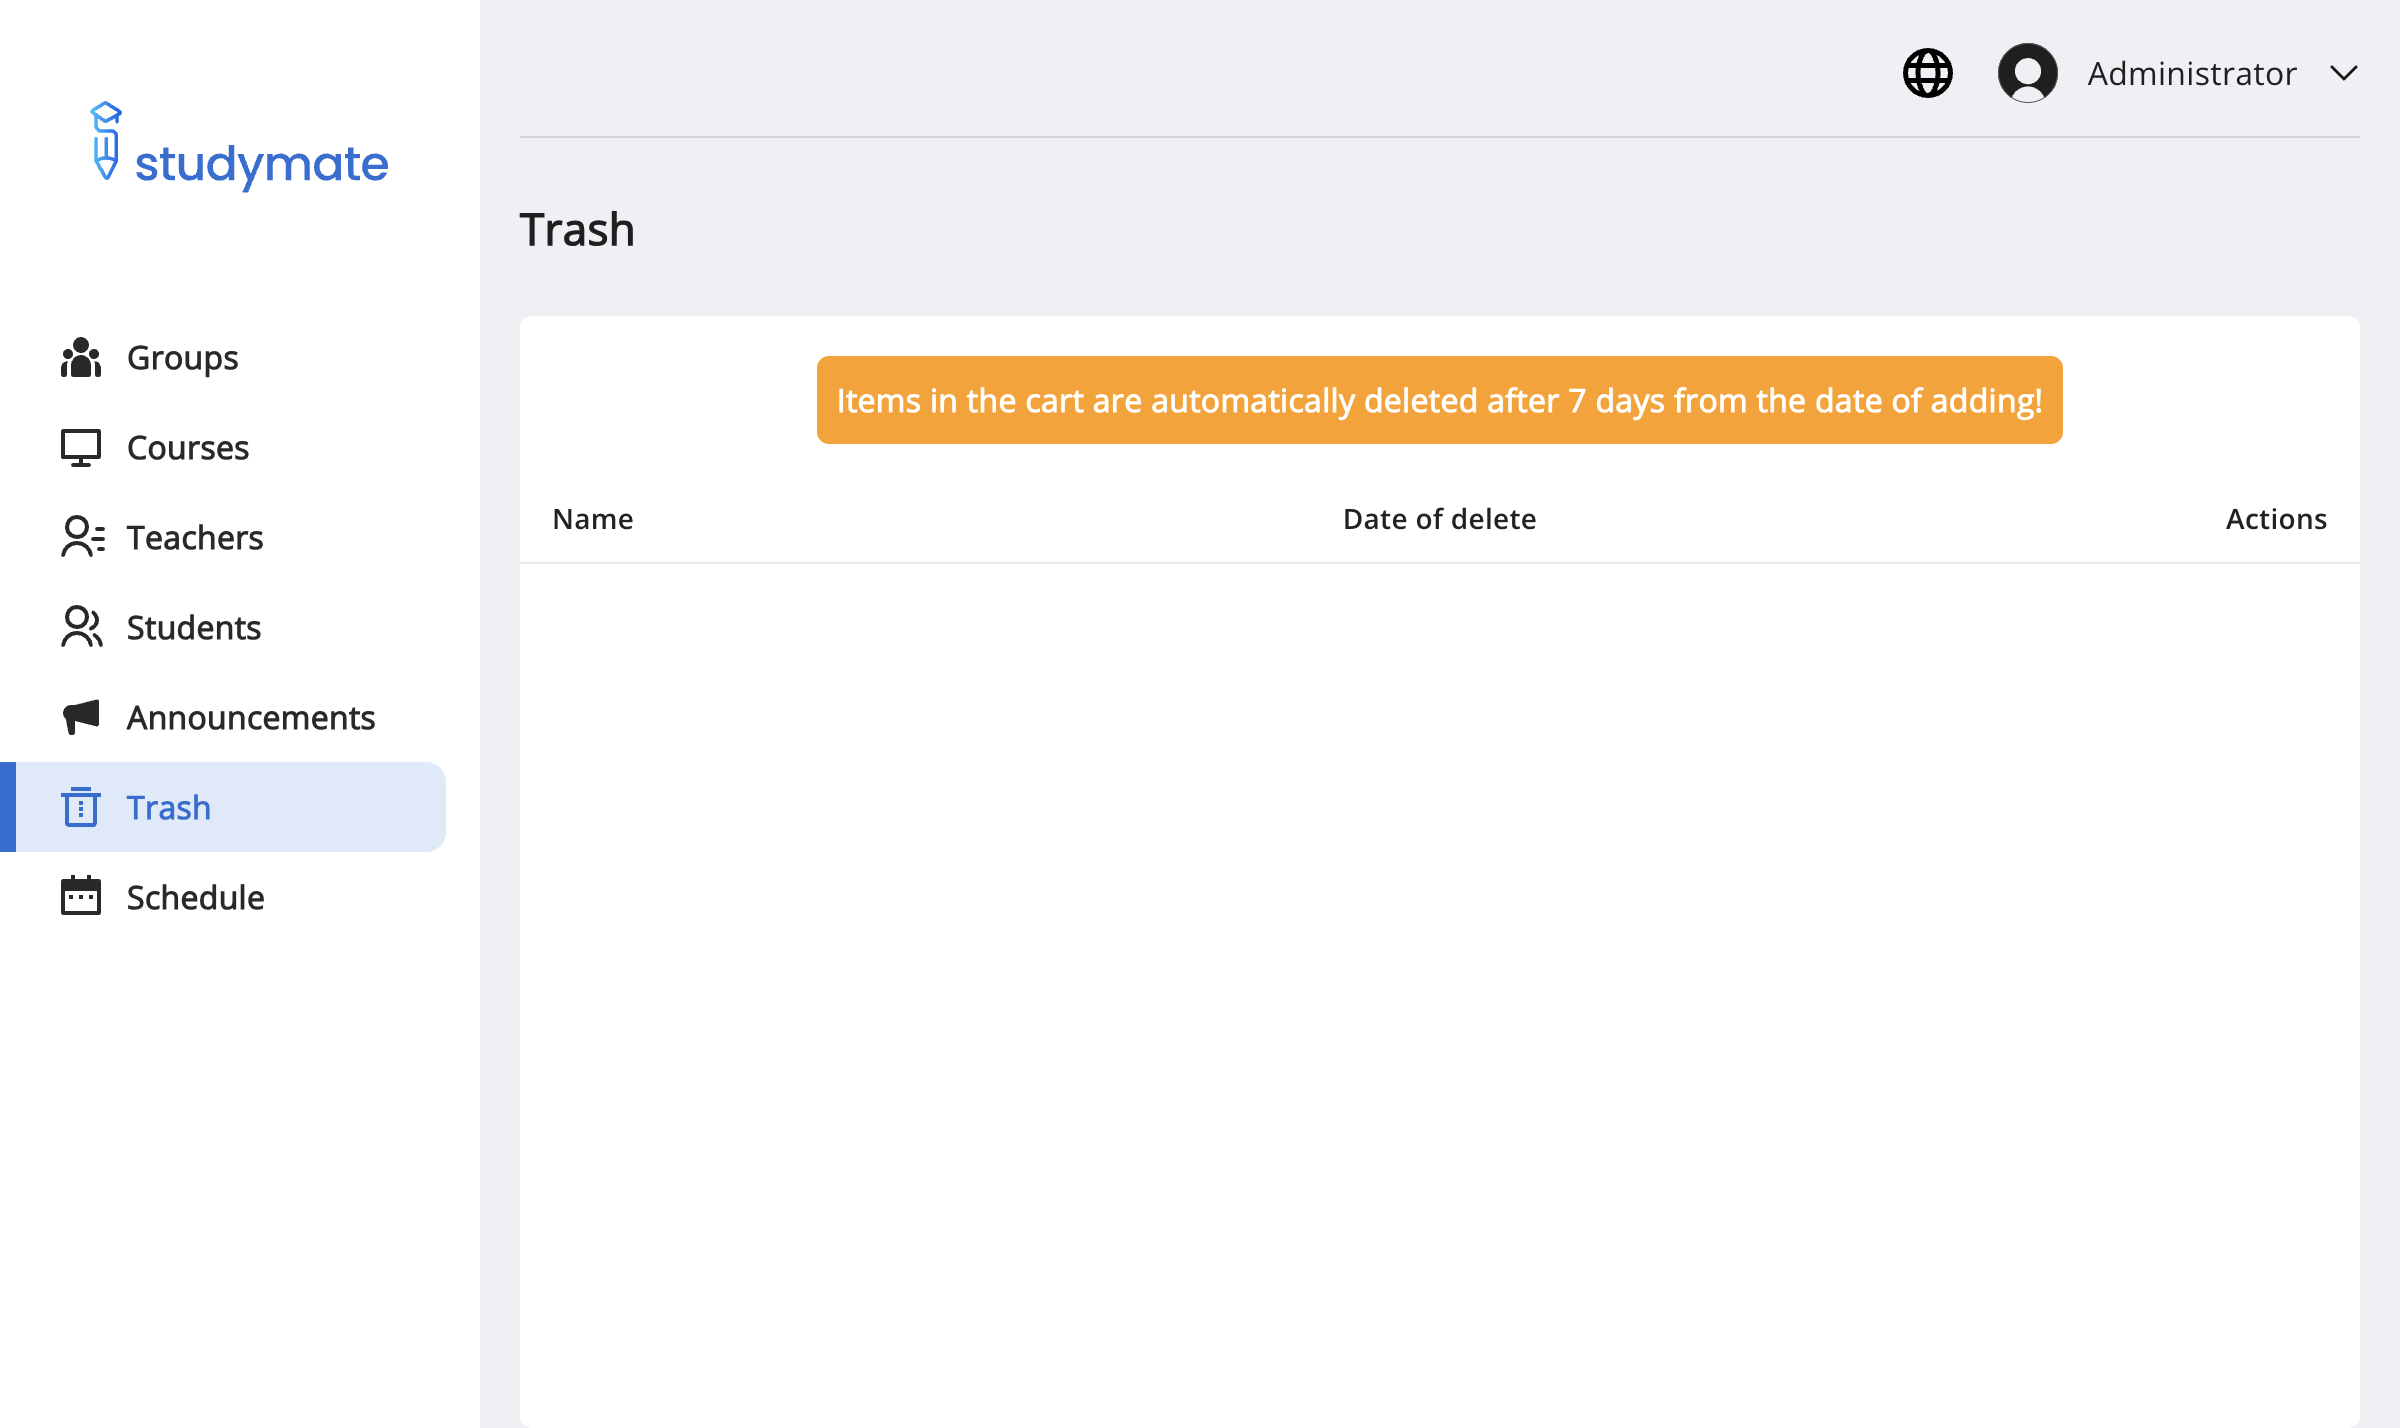 studymate
Administrator
Trash
Groups
Courses
Teachers
Students
Announcements
Trash
Schedule
Items in the cart are automatically deleted after 7 days from the date of adding!
Name Date of delete Actions